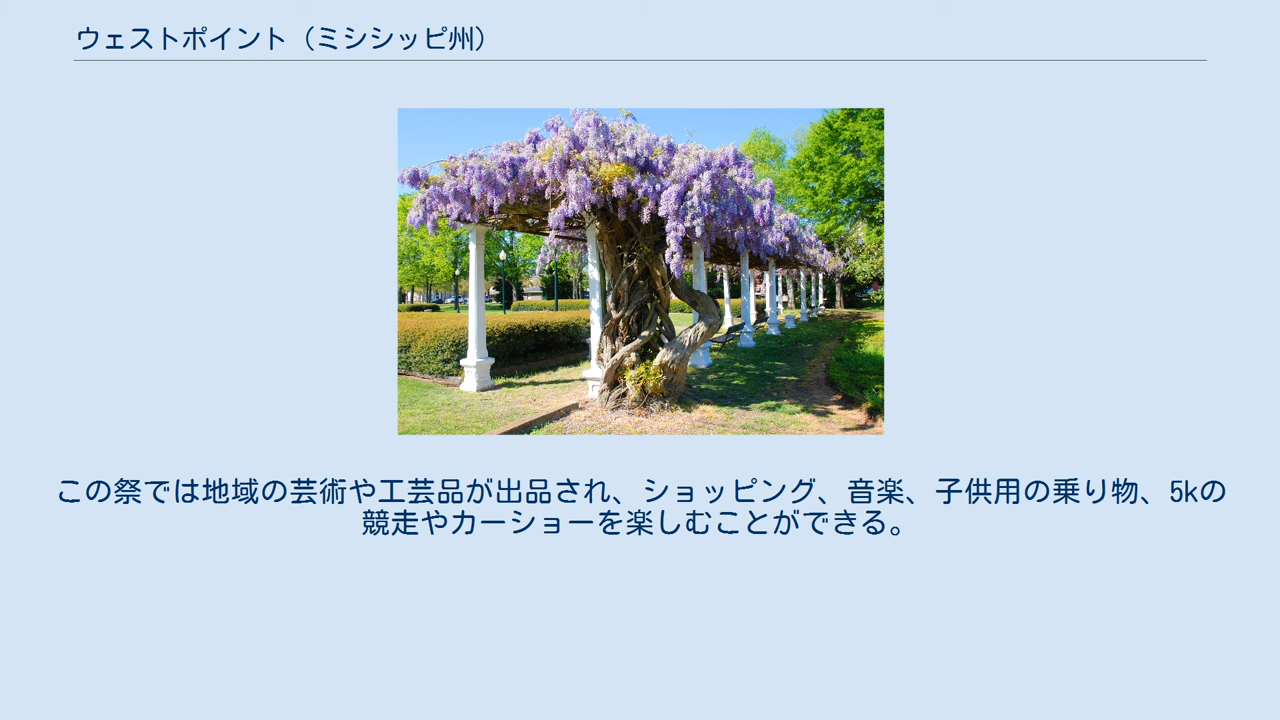 ウェストポイント（ミシシッピ州）
この祭では地域の芸術や工芸品が出品され、ショッピング、音楽、子供用の乗り物、5kの
競走やカーショーを楽しむことができる。